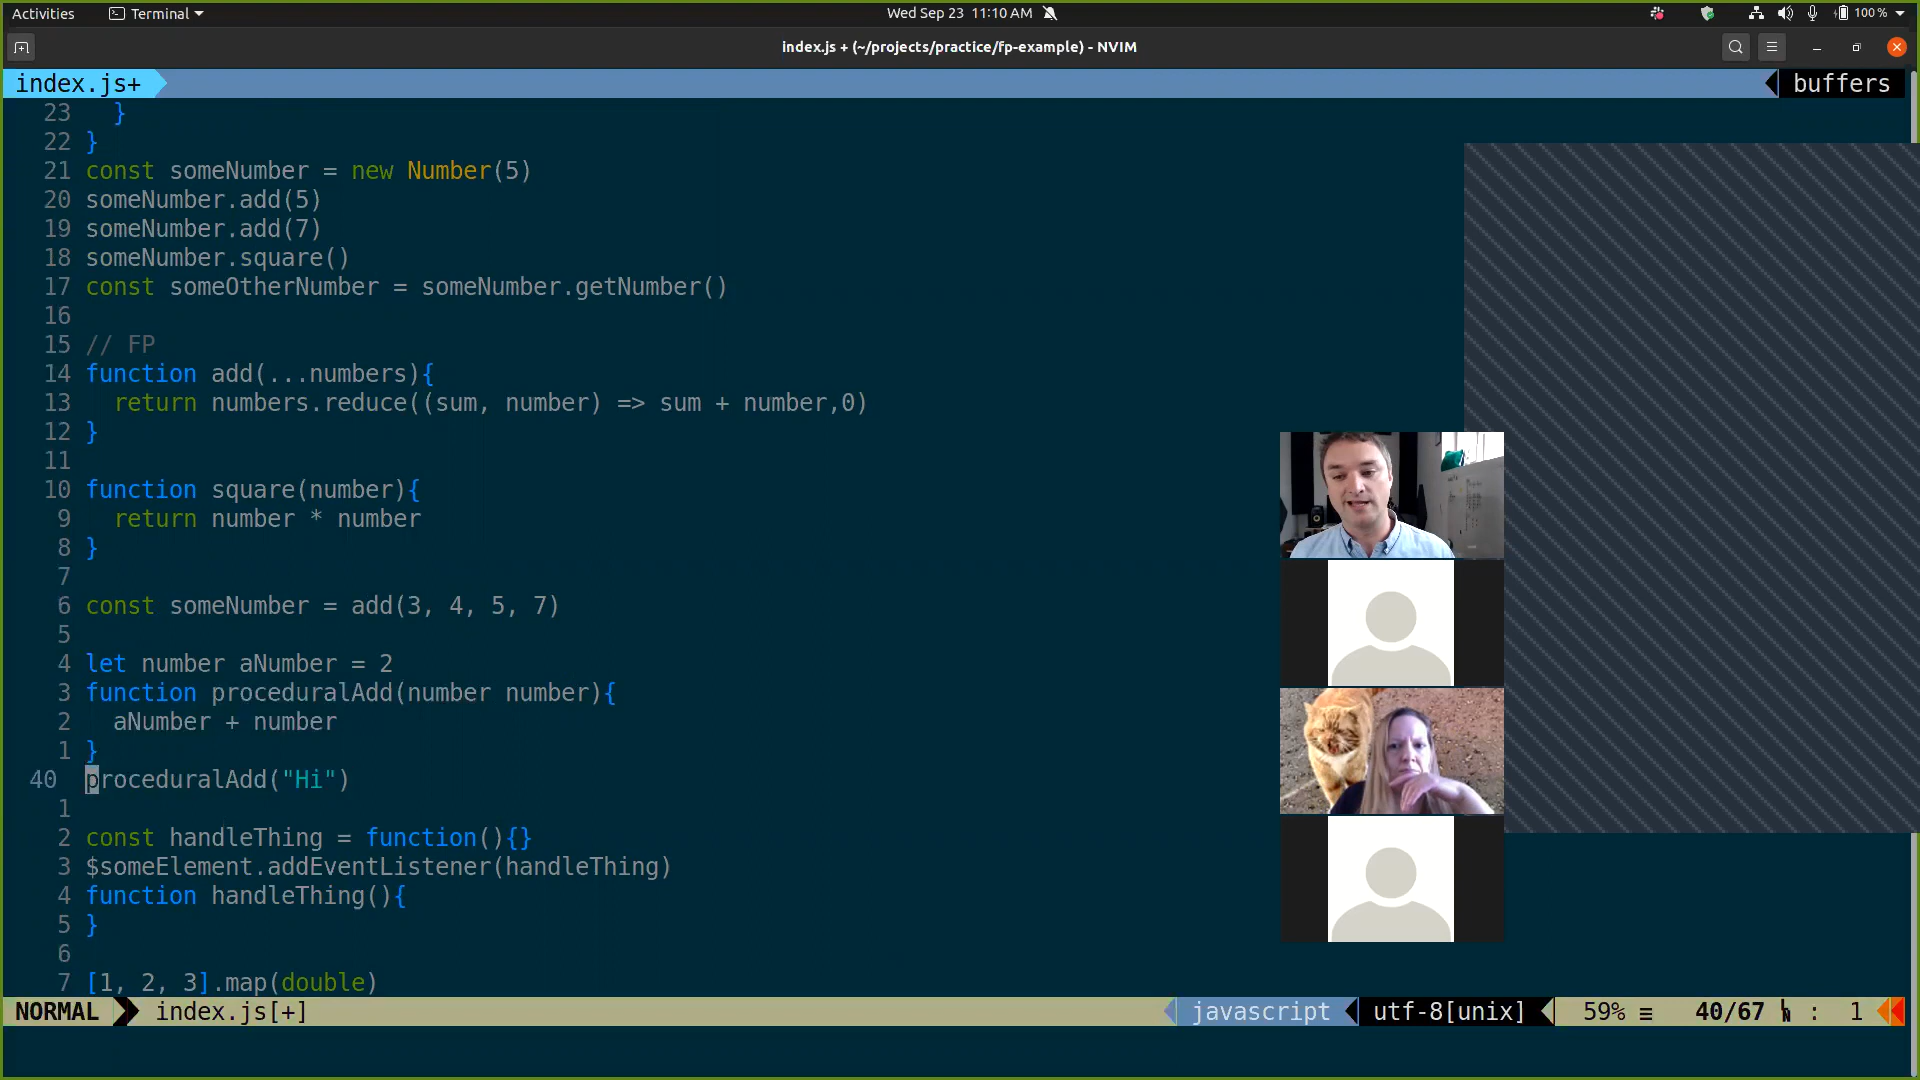 Activities Terminal Wed Sep 23 11:10 AM 100 %
index.js + (~/projects/practice/fp-example) - NVIM
index.js+ buffers
23 }
22 }
21 const someNumber = new Number(5)
20 someNumber.add(5)
19 someNumber.add(7)
18 someNumber.square()
17 const someOtherNumber = someNumber.getNumber()
16
15 // FP
14 function add(...numbers){
13 return numbers.reduce((sum, number) => sum + number,0)
12 }
11
10 function square(number){
9 return number * number
8 }
7
6 const someNumber = add(3, 4, 5, 7)
5
4 let number aNumber = 2
3 function proceduralAdd(number number){
2 aNumber + number
1 }
40 proceduralAdd("Hi")
1
2 const handleThing = function(){}
3 $someElement.addEventListener(handleThing)
4 function handleThing(){
5 }
6
7 [1, 2, 3].map(double)
NORMAL index.js[+] javascript utf-8[unix] 59% ≡ 40/67 : 1